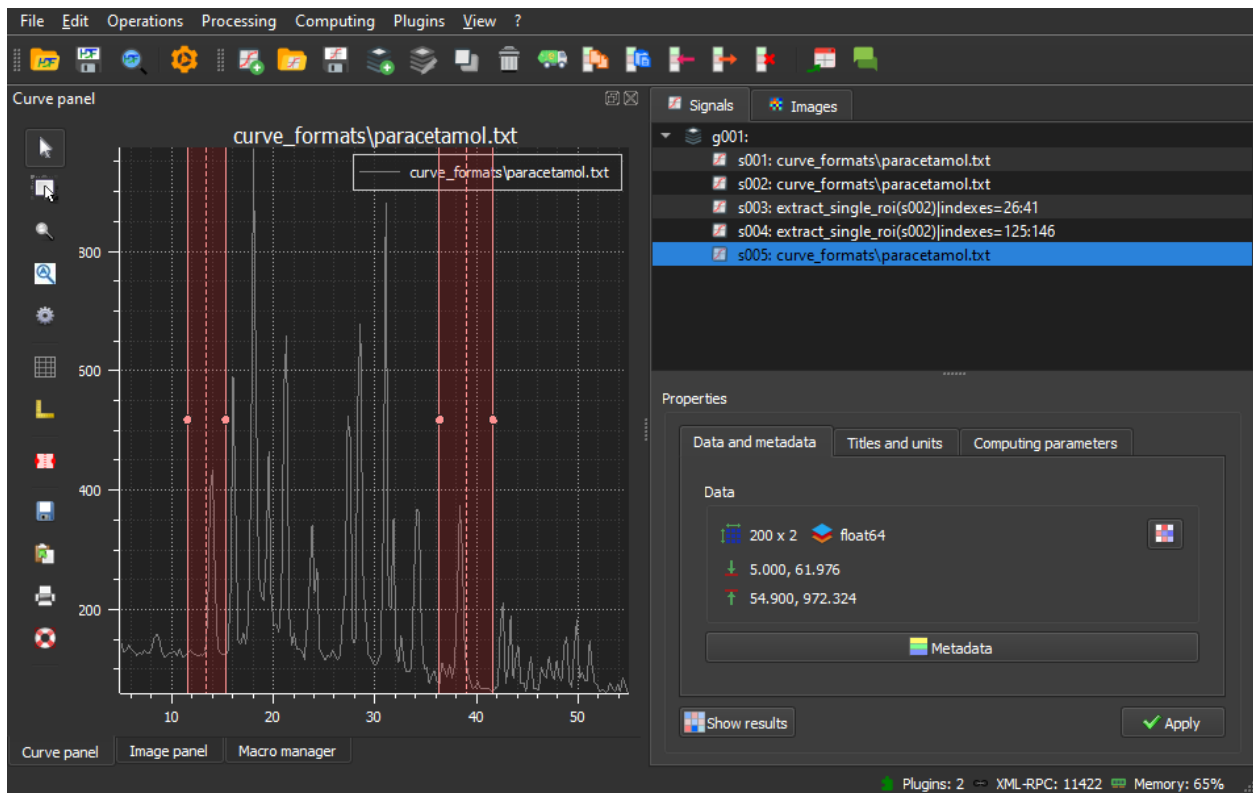 File Edit Operations Processing Computing Plugins View ?
Curve panel
curve_formats\paracetamol.txt
curve_formats\paracetamol.txt
800
600
400
200
10 20 30 40 50
Curve panel Image panel Macro manager
Signals Images
g001:
s001: curve_formats\paracetamol.txt
s002: curve_formats\paracetamol.txt
s003: extract_single_roi(s002)|indexes=26:41
s004: extract_single_roi(s002)|indexes=125:146
s005: curve_formats\paracetamol.txt
Properties
Data and metadata Titles and units Computing parameters
Data
200 x 2 float64
5.000, 61.976
54.900, 972.324
Metadata
Show results Apply
Plugins: 2 XML-RPC: 11422 Memory: 65%